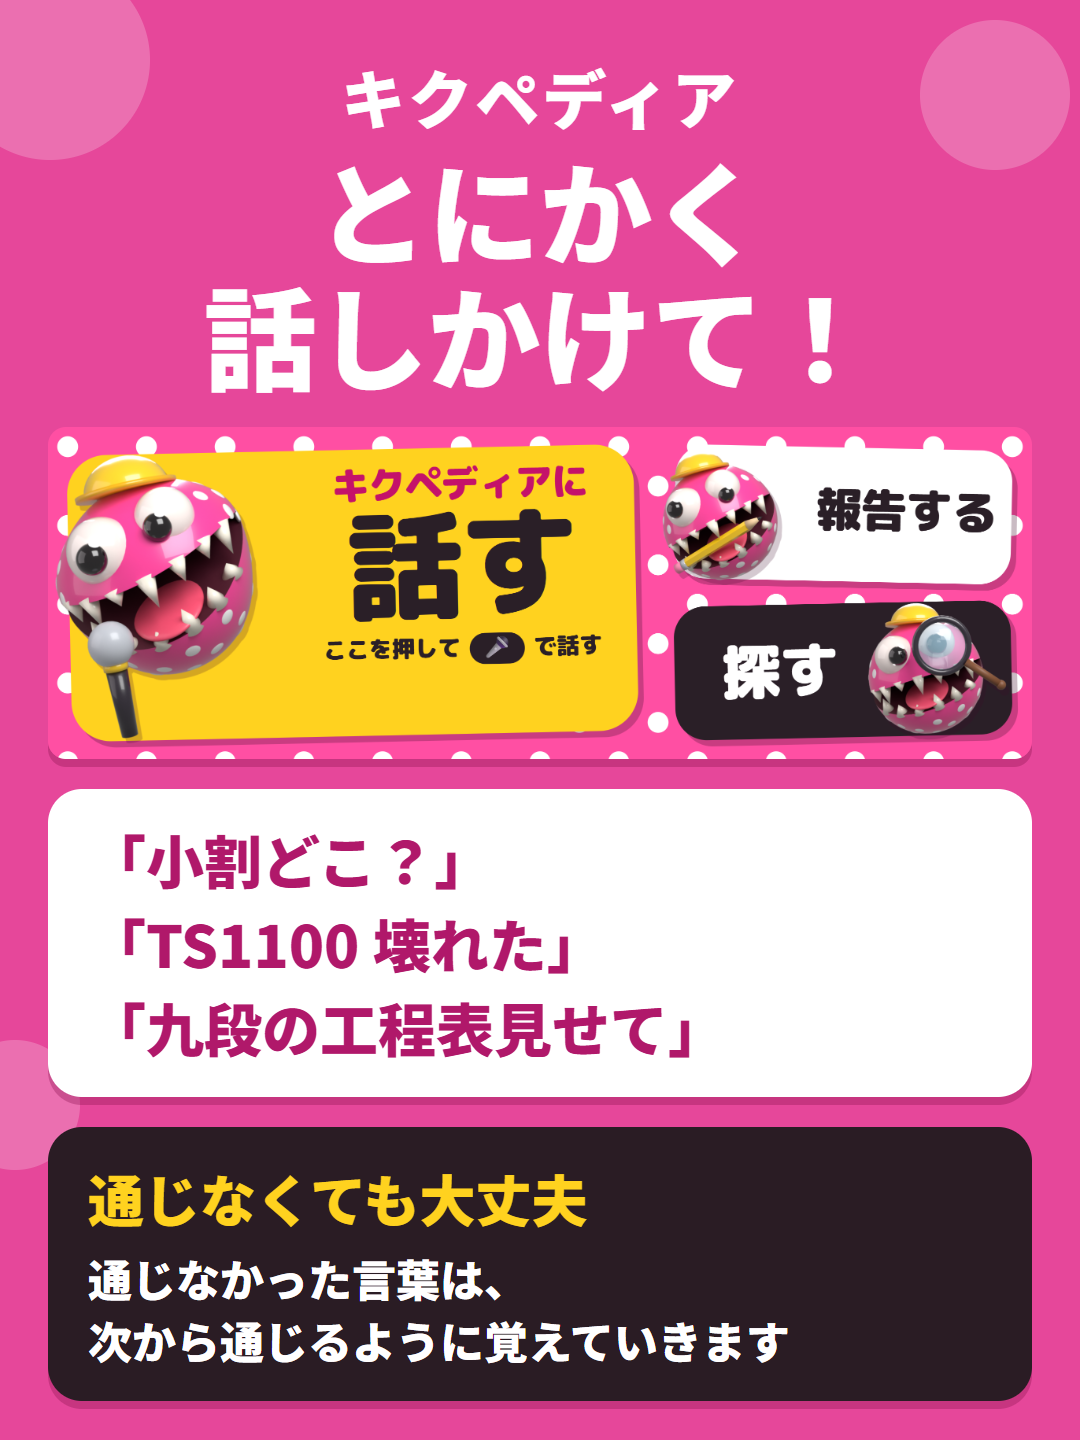 キクペディア
とにかく
話しかけて！
キクペディアに
話す
ここを押して で話す
報告する
探す
「小割どこ？」
「TS1100 壊れた」
「九段の工程表見せて」
通じなくても大丈夫
通じなかった言葉は、
次から通じるように覚えていきます